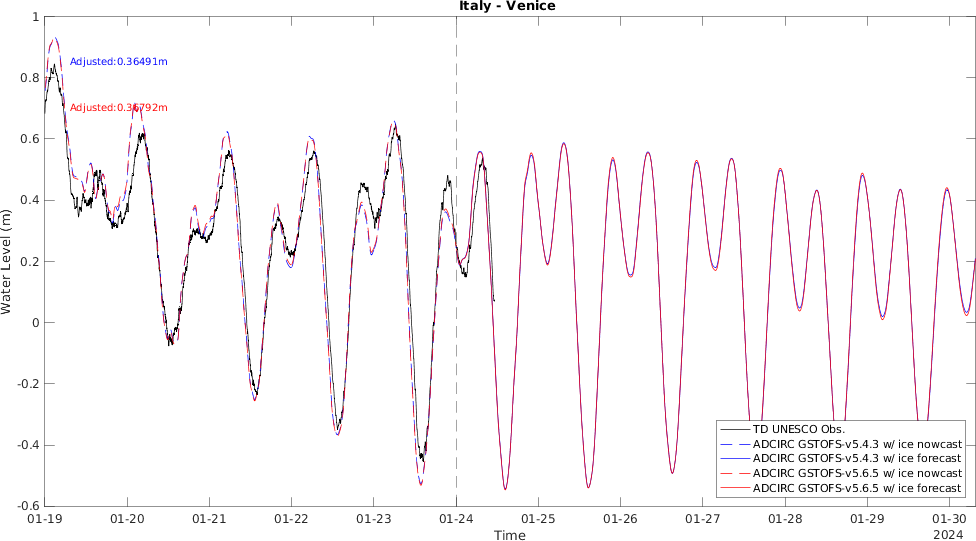 Italy - Venice
Adjusted:0.36491m
Adjusted:0.36792m
Water Level (m)
1
0.8
0.6
0.4
0.2
0
-0.2
-0.4
-0.6
TD UNESCO Obs.
ADCIRC GSTOFS-v5.4.3 w/ ice nowcast
ADCIRC GSTOFS-v5.4.3 w/ ice forecast
ADCIRC GSTOFS-v5.6.5 w/ ice nowcast
ADCIRC GSTOFS-v5.6.5 w/ ice forecast
01-19 01-20 01-21 01-22 01-23 01-24 01-25 01-26 01-27 01-28 01-29 01-30
2024
Time